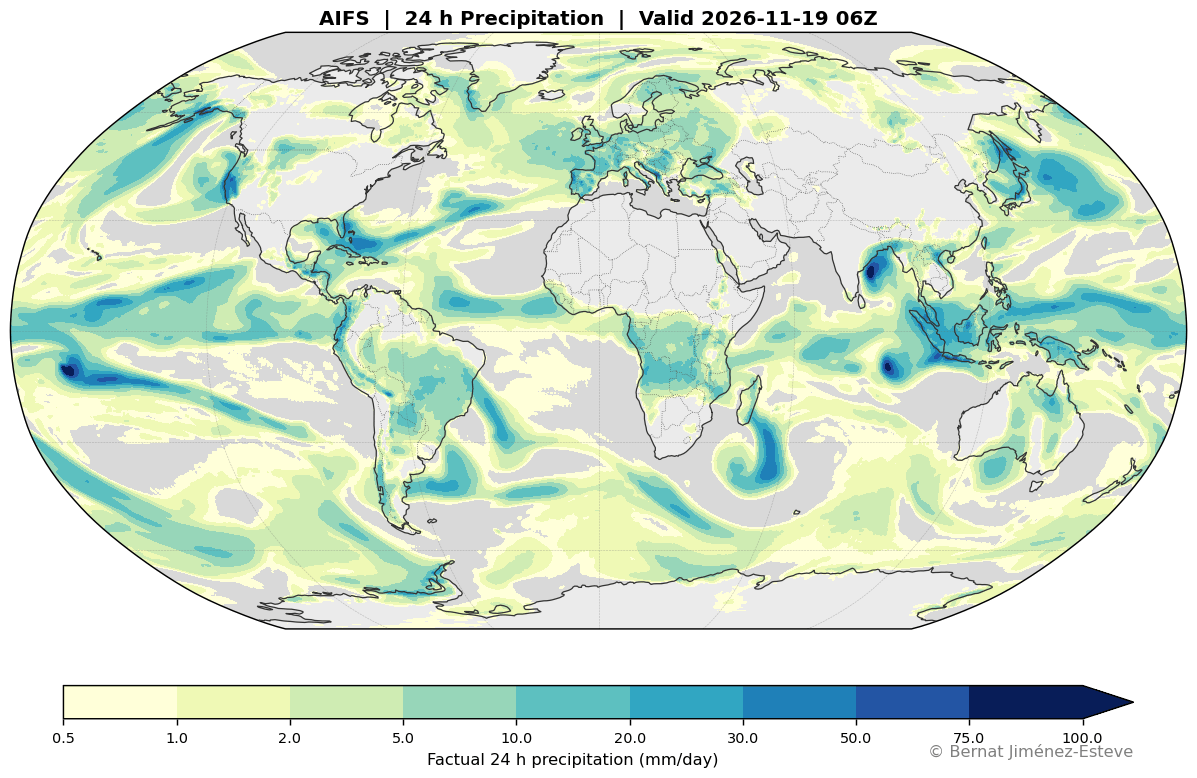 AIFS | 24 h Precipitation | Valid 2026-11-19 06Z
0.5 1.0 2.0 5.0 10.0 20.0 30.0 50.0 75.0 100.0
Factual 24 h precipitation (mm/day)
© Bernat Jiménez-Esteve